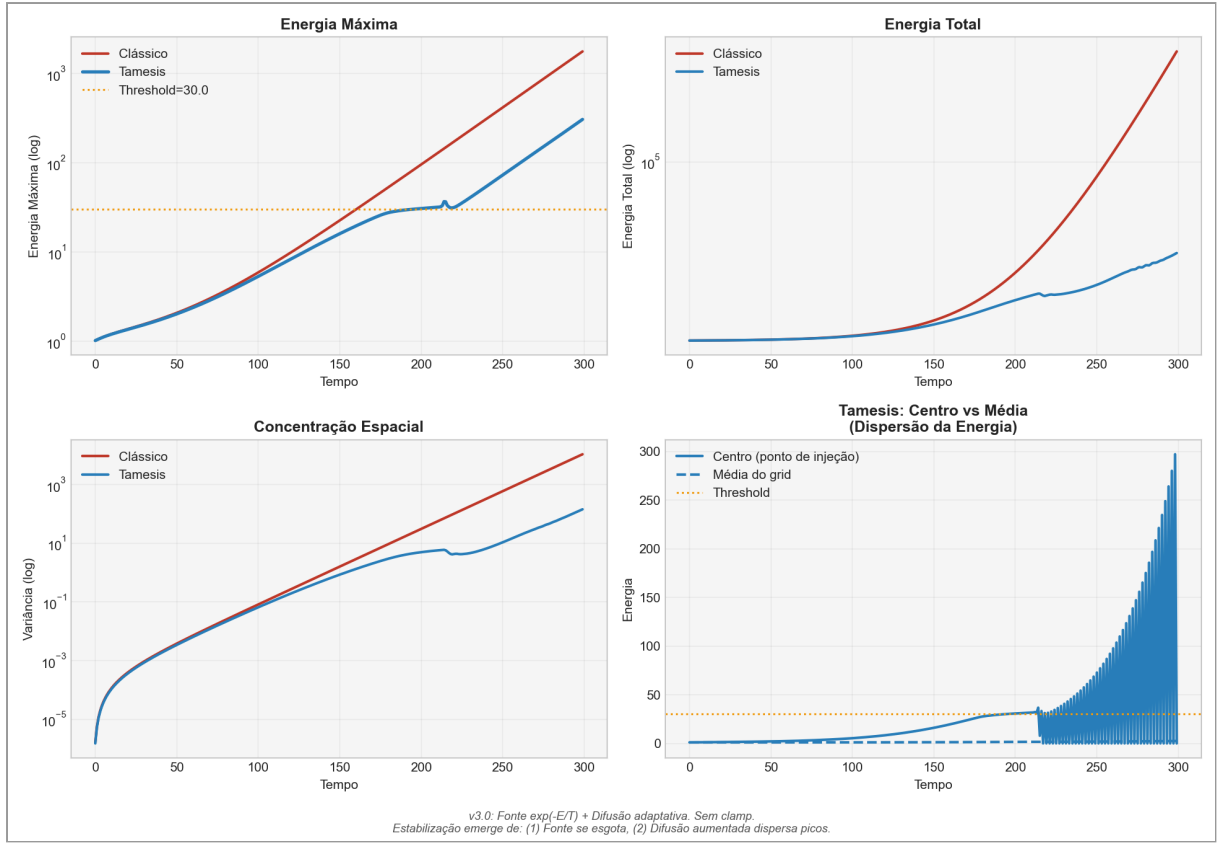 Energia Máxima
Clássico
Tamesis
Threshold=30.0
Energia Máxima (log)
10^3
10^2
10^1
10^0
0 50 100 150 200 250 300
Tempo
Energia Total
Clássico
Tamesis
Energia Total (log)
10^5
0 50 100 150 200 250 300
Tempo
Concentração Espacial
Clássico
Tamesis
Variância (log)
10^3
10^1
10^−1
10^−3
10^−5
0 50 100 150 200 250 300
Tempo
Tamesis: Centro vs Média
(Dispersão da Energia)
Centro (ponto de injeção)
Média do grid
Threshold
Energia
300
250
200
150
100
50
0
0 50 100 150 200 250 300
Tempo
v3.0: Fonte exp(-E/T) + Difusão adaptativa. Sem clamp.
Estabilização emerge de: (1) Fonte se esgota, (2) Difusão aumentada dispersa picos.